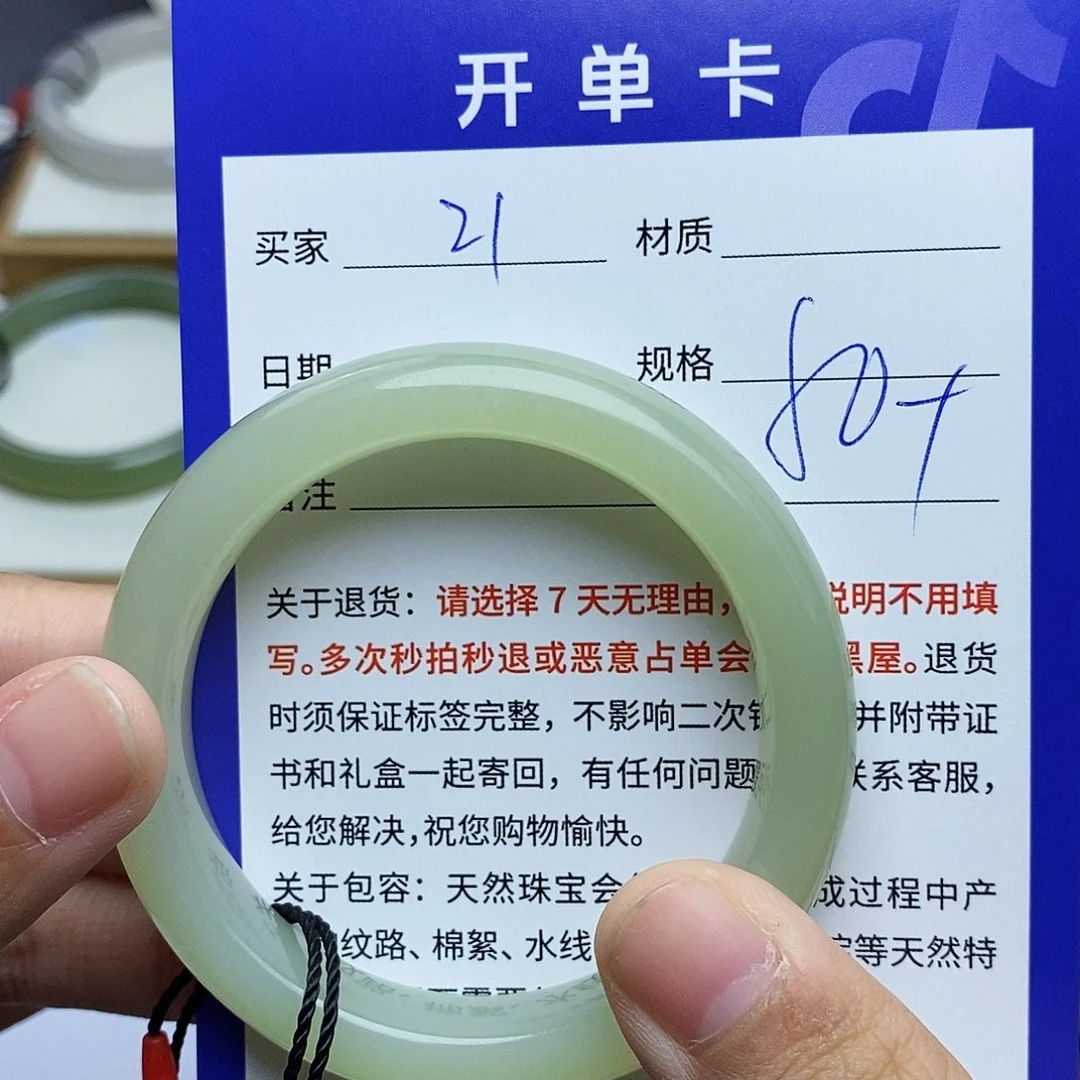 开单卡
买家 21 材质
日期 规格 80+
备注
关于退货：请选择7天无理由， 说明不用填
写。多次秒拍秒退或恶意占单会 黑屋。退货
时须保证标签完整，不影响二次销 并附带证
书和礼盒一起寄回，有任何问题 联系客服，
给您解决，祝您购物愉快。
关于包容：天然珠宝会 成过程中产
纹路、棉絮、水线 等天然特